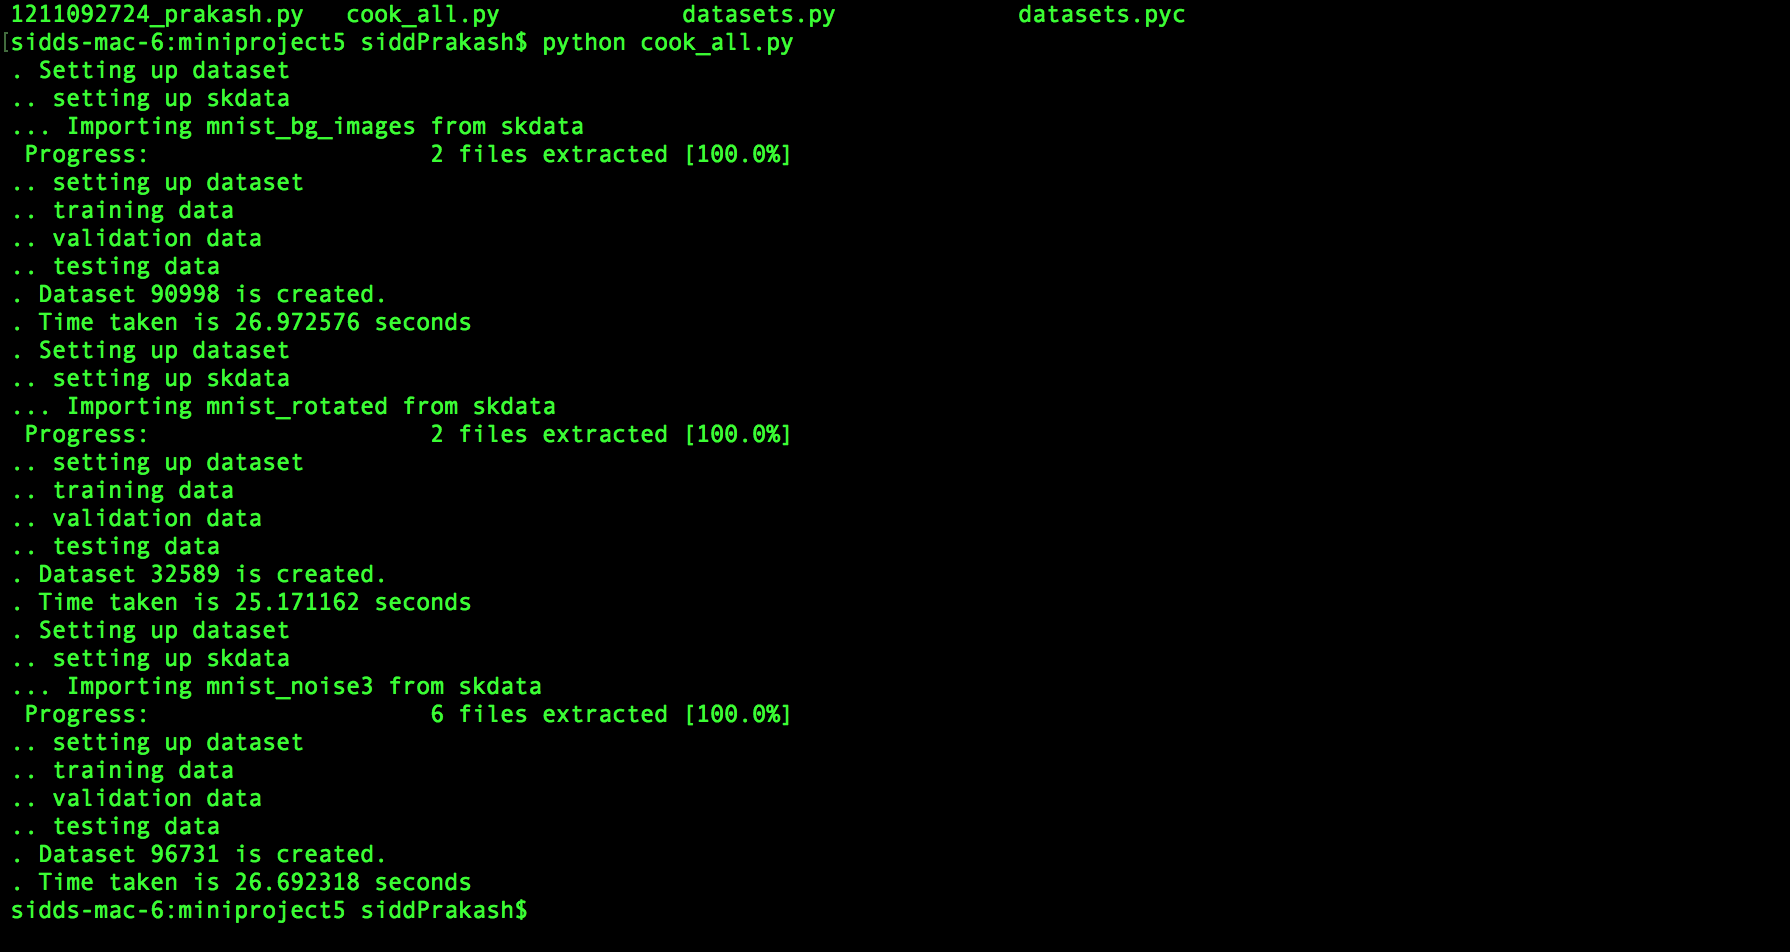 1211092724_prakash.py   cook_all.py             datasets.py             datasets.pyc
[sidds-mac-6:miniproject5 siddPrakash$ python cook_all.py
. Setting up dataset
.. setting up skdata
... Importing mnist_bg_images from skdata
 Progress:                    2 files extracted [100.0%]
.. setting up dataset
.. training data
.. validation data
.. testing data
. Dataset 90998 is created.
. Time taken is 26.972576 seconds
. Setting up dataset
.. setting up skdata
... Importing mnist_rotated from skdata
 Progress:                    2 files extracted [100.0%]
.. setting up dataset
.. training data
.. validation data
.. testing data
. Dataset 32589 is created.
. Time taken is 25.171162 seconds
. Setting up dataset
.. setting up skdata
... Importing mnist_noise3 from skdata
 Progress:                    6 files extracted [100.0%]
.. setting up dataset
.. training data
.. validation data
.. testing data
. Dataset 96731 is created.
. Time taken is 26.692318 seconds
sidds-mac-6:miniproject5 siddPrakash$